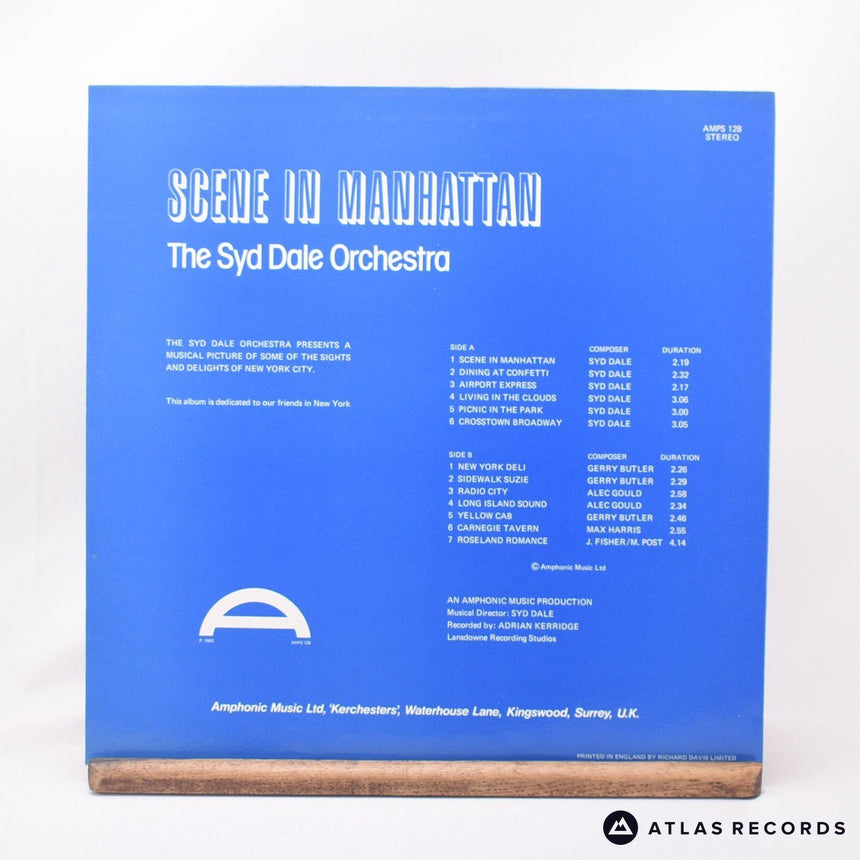 AMPS 128
STEREO
SCENE IN MANHATTAN
The Syd Dale Orchestra
THE SYD DALE ORCHESTRA PRESENTS A
MUSICAL PICTURE OF SOME OF THE SIGHTS
AND DELIGHTS OF NEW YORK CITY.
This album is dedicated to our friends in New York
SIDE A COMPOSER DURATION
1 SCENE IN MANHATTAN SYD DALE 2.19
2 DINING AT CONFETTI SYD DALE 2.32
3 AIRPORT EXPRESS SYD DALE 2.17
4 LIVING IN THE CLOUDS SYD DALE 3.06
5 PICNIC IN THE PARK SYD DALE 3.00
6 CROSSTOWN BROADWAY SYD DALE 3.05
SIDE B COMPOSER DURATION
1 NEW YORK DELI GERRY BUTLER 2.26
2 SIDEWALK SUZIE GERRY BUTLER 2.29
3 RADIO CITY ALEC GOULD 2.58
4 LONG ISLAND SOUND ALEC GOULD 2.34
5 YELLOW CAB GERRY BUTLER 2.46
6 CARNEGIE TAVERN MAX HARRIS 2.55
7 ROSELAND ROMANCE J. FISHER/M. POST 4.14
© Amphonic Music Ltd
AN AMPHONIC MUSIC PRODUCTION
Musical Director: SYD DALE
Recorded by: ADRIAN KERRIDGE
Lansdowne Recording Studios
P. 1983 AMPS 128
Amphonic Music Ltd, 'Kerchesters', Waterhouse Lane, Kingswood, Surrey, U.K.
PRINTED IN ENGLAND BY RICHARD DAVIS LIMITED
ATLAS RECORDS